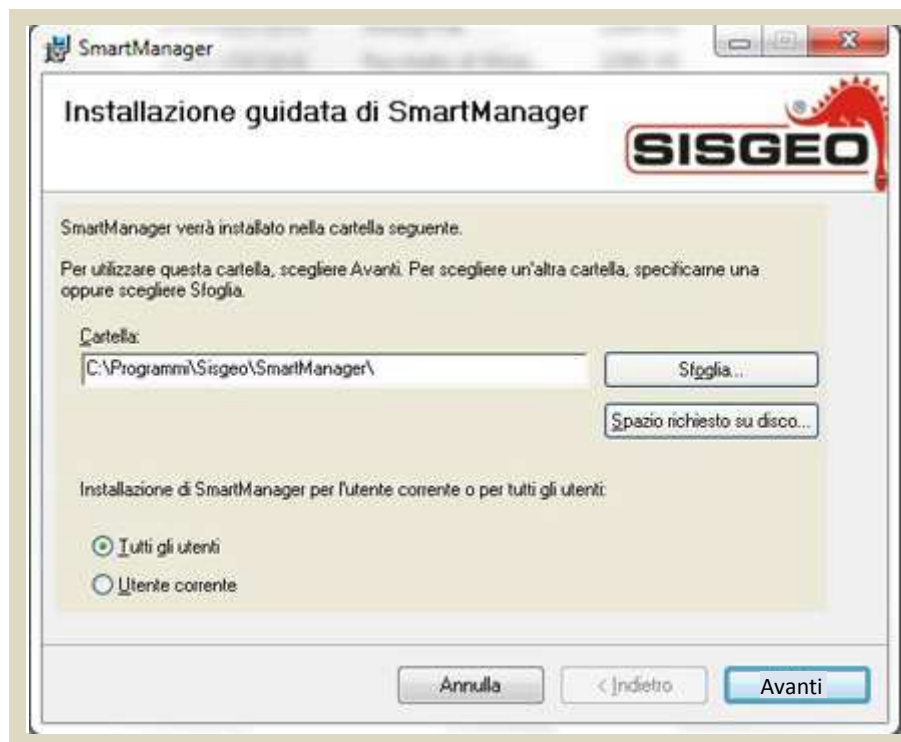 SmartManager
Installazione guidata di SmartManager
SISGEO
SmartManager verrà installato nella cartella seguente.
Per utilizzare questa cartella, scegliere Avanti. Per scegliere un'altra cartella, specificarne una
oppure scegliere Sfoglia.
Cartella:
C:\Programmi\Sisgeo\SmartManager\
Sfoglia...
Spazio richiesto su disco...
Installazione di SmartManager per l'utente corrente o per tutti gli utenti:
Tutti gli utenti
Utente corrente
Annulla
< Indietro
Avanti